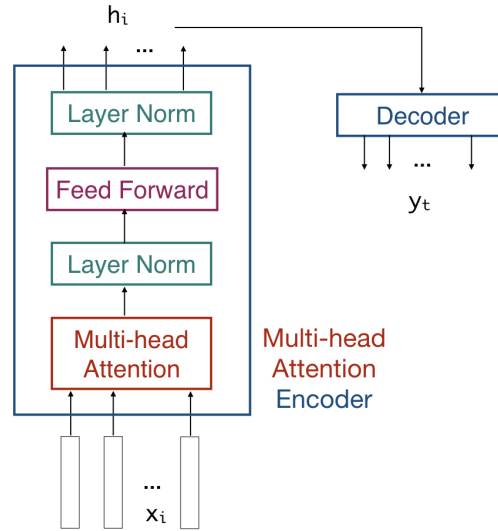 hi
...
Layer Norm
Decoder
Feed Forward
...
yt
Layer Norm
Multi-head
Attention
Multi-head
Attention
Encoder
...
xi